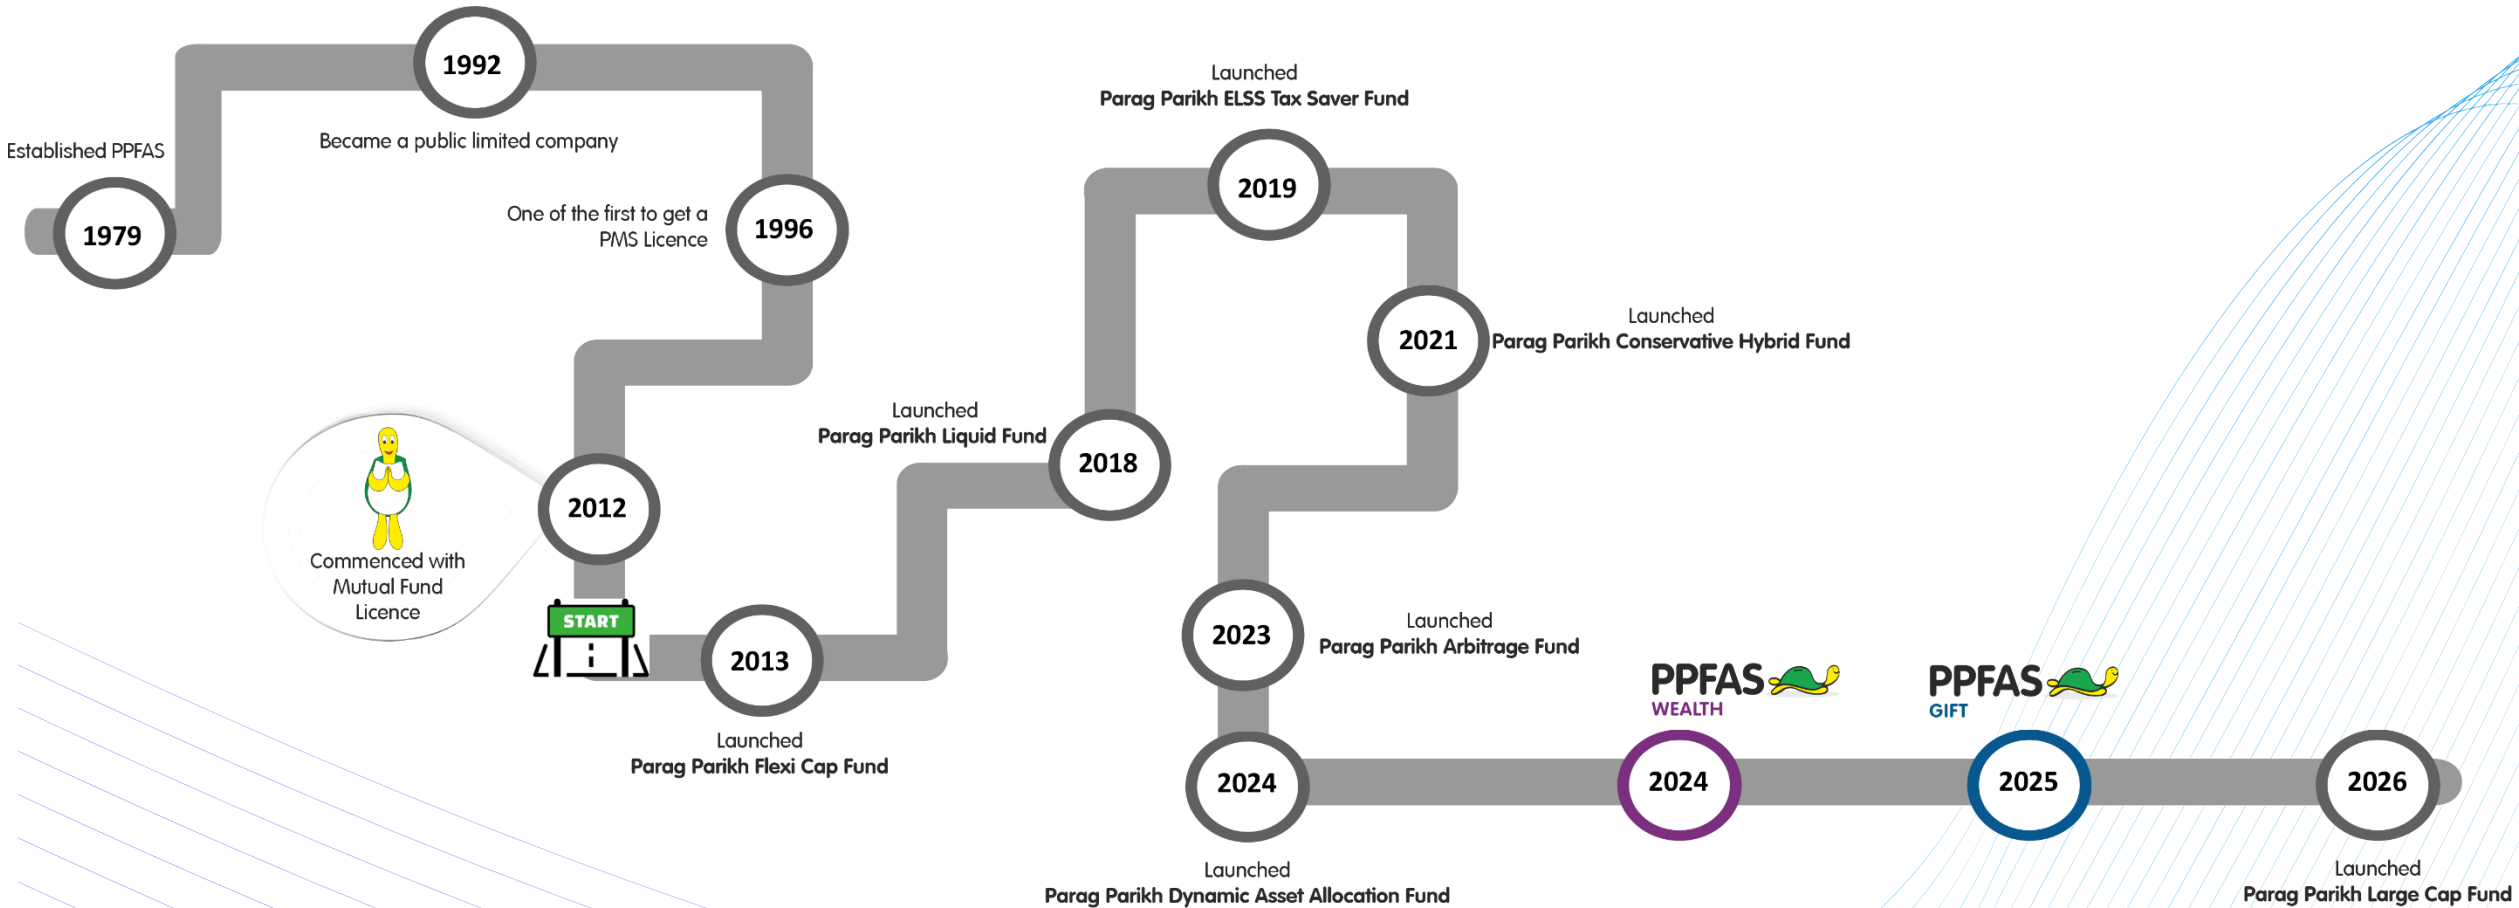 Established PPFAS
1979
1992
Became a public limited company
One of the first to get a
PMS Licence
1996
2012
Commenced with
Mutual Fund
Licence
START
2013
Launched
Parag Parikh Flexi Cap Fund
Launched
Parag Parikh Liquid Fund
2018
Launched
Parag Parikh ELSS Tax Saver Fund
2019
2021
Launched
Parag Parikh Conservative Hybrid Fund
2023
Launched
Parag Parikh Arbitrage Fund
2024
Launched
Parag Parikh Dynamic Asset Allocation Fund
PPFAS
WEALTH
2024
PPFAS
GIFT
2025
2026
Launched
Parag Parikh Large Cap Fund